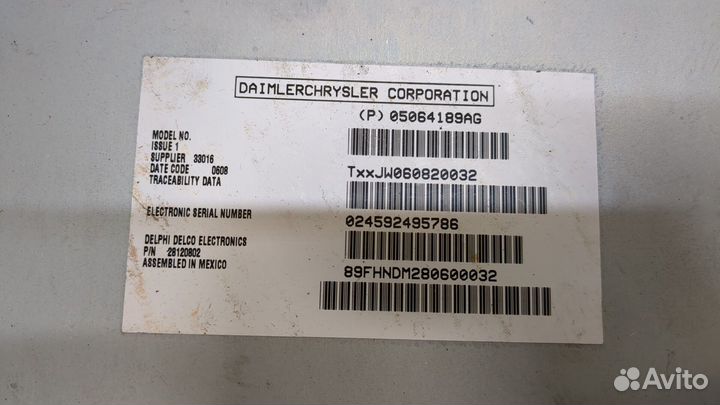 DAIMLERCHRYSLER CORPORATION
(P) 05064189AG
MODEL NO.
ISSUE 1
SUPPLIER 33016
DATE CODE 0608
TRACEABILITY DATA
TxxJW060820032
ELECTRONIC SERIAL NUMBER
024592495786
DELPHI DELCO ELECTRONICS
P/N 28120802
ASSEMBLED IN MEXICO
89FHNDM280600032
Avito